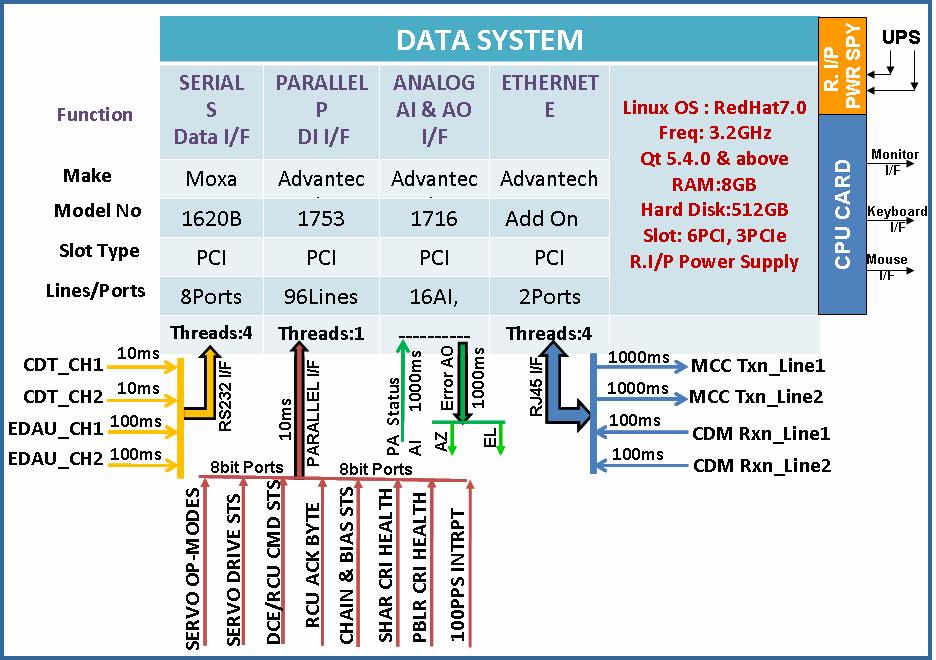 DATA SYSTEM
R. I/P
PWR SPY
UPS
Function
SERIAL
S
Data I/F
PARALLEL
P
DI I/F
ANALOG
AI & AO
I/F
ETHERNET
E
Linux OS : RedHat7.0
Freq: 3.2GHz
Qt 5.4.0 & above
RAM:8GB
Hard Disk:512GB
Slot: 6PCI, 3PCIe
R.I/P Power Supply
CPU CARD
Monitor
I/F
Keyboard
I/F
Mouse
I/F
Make
Moxa
Advantec
Advantec
Advantech
Model No
1620B
1753
1716
Add On
Slot Type
PCI
PCI
PCI
PCI
Lines/Ports
8Ports
96Lines
16AI,
2Ports
Threads:4
Threads:1
----------
Threads:4
CDT_CH1
10ms
CDT_CH2
10ms
EDAU_CH1
100ms
EDAU_CH2
100ms
RS232 I/F
10ms
PARALLEL I/F
PA Status
AI 1000ms
Error AO
1000ms
AZ
EL
RJ45 I/F
1000ms
MCC Txn_Line1
1000ms
MCC Txn_Line2
100ms
CDM Rxn_Line1
100ms
CDM Rxn_Line2
8bit Ports
8bit Ports
SERVO OP-MODES
SERVO DRIVE STS
DCE/RCU CMD STS
RCU ACK BYTE
CHAIN & BIAS STS
SHAR CRI HEALTH
PBLR CRI HEALTH
100PPS INTRPT